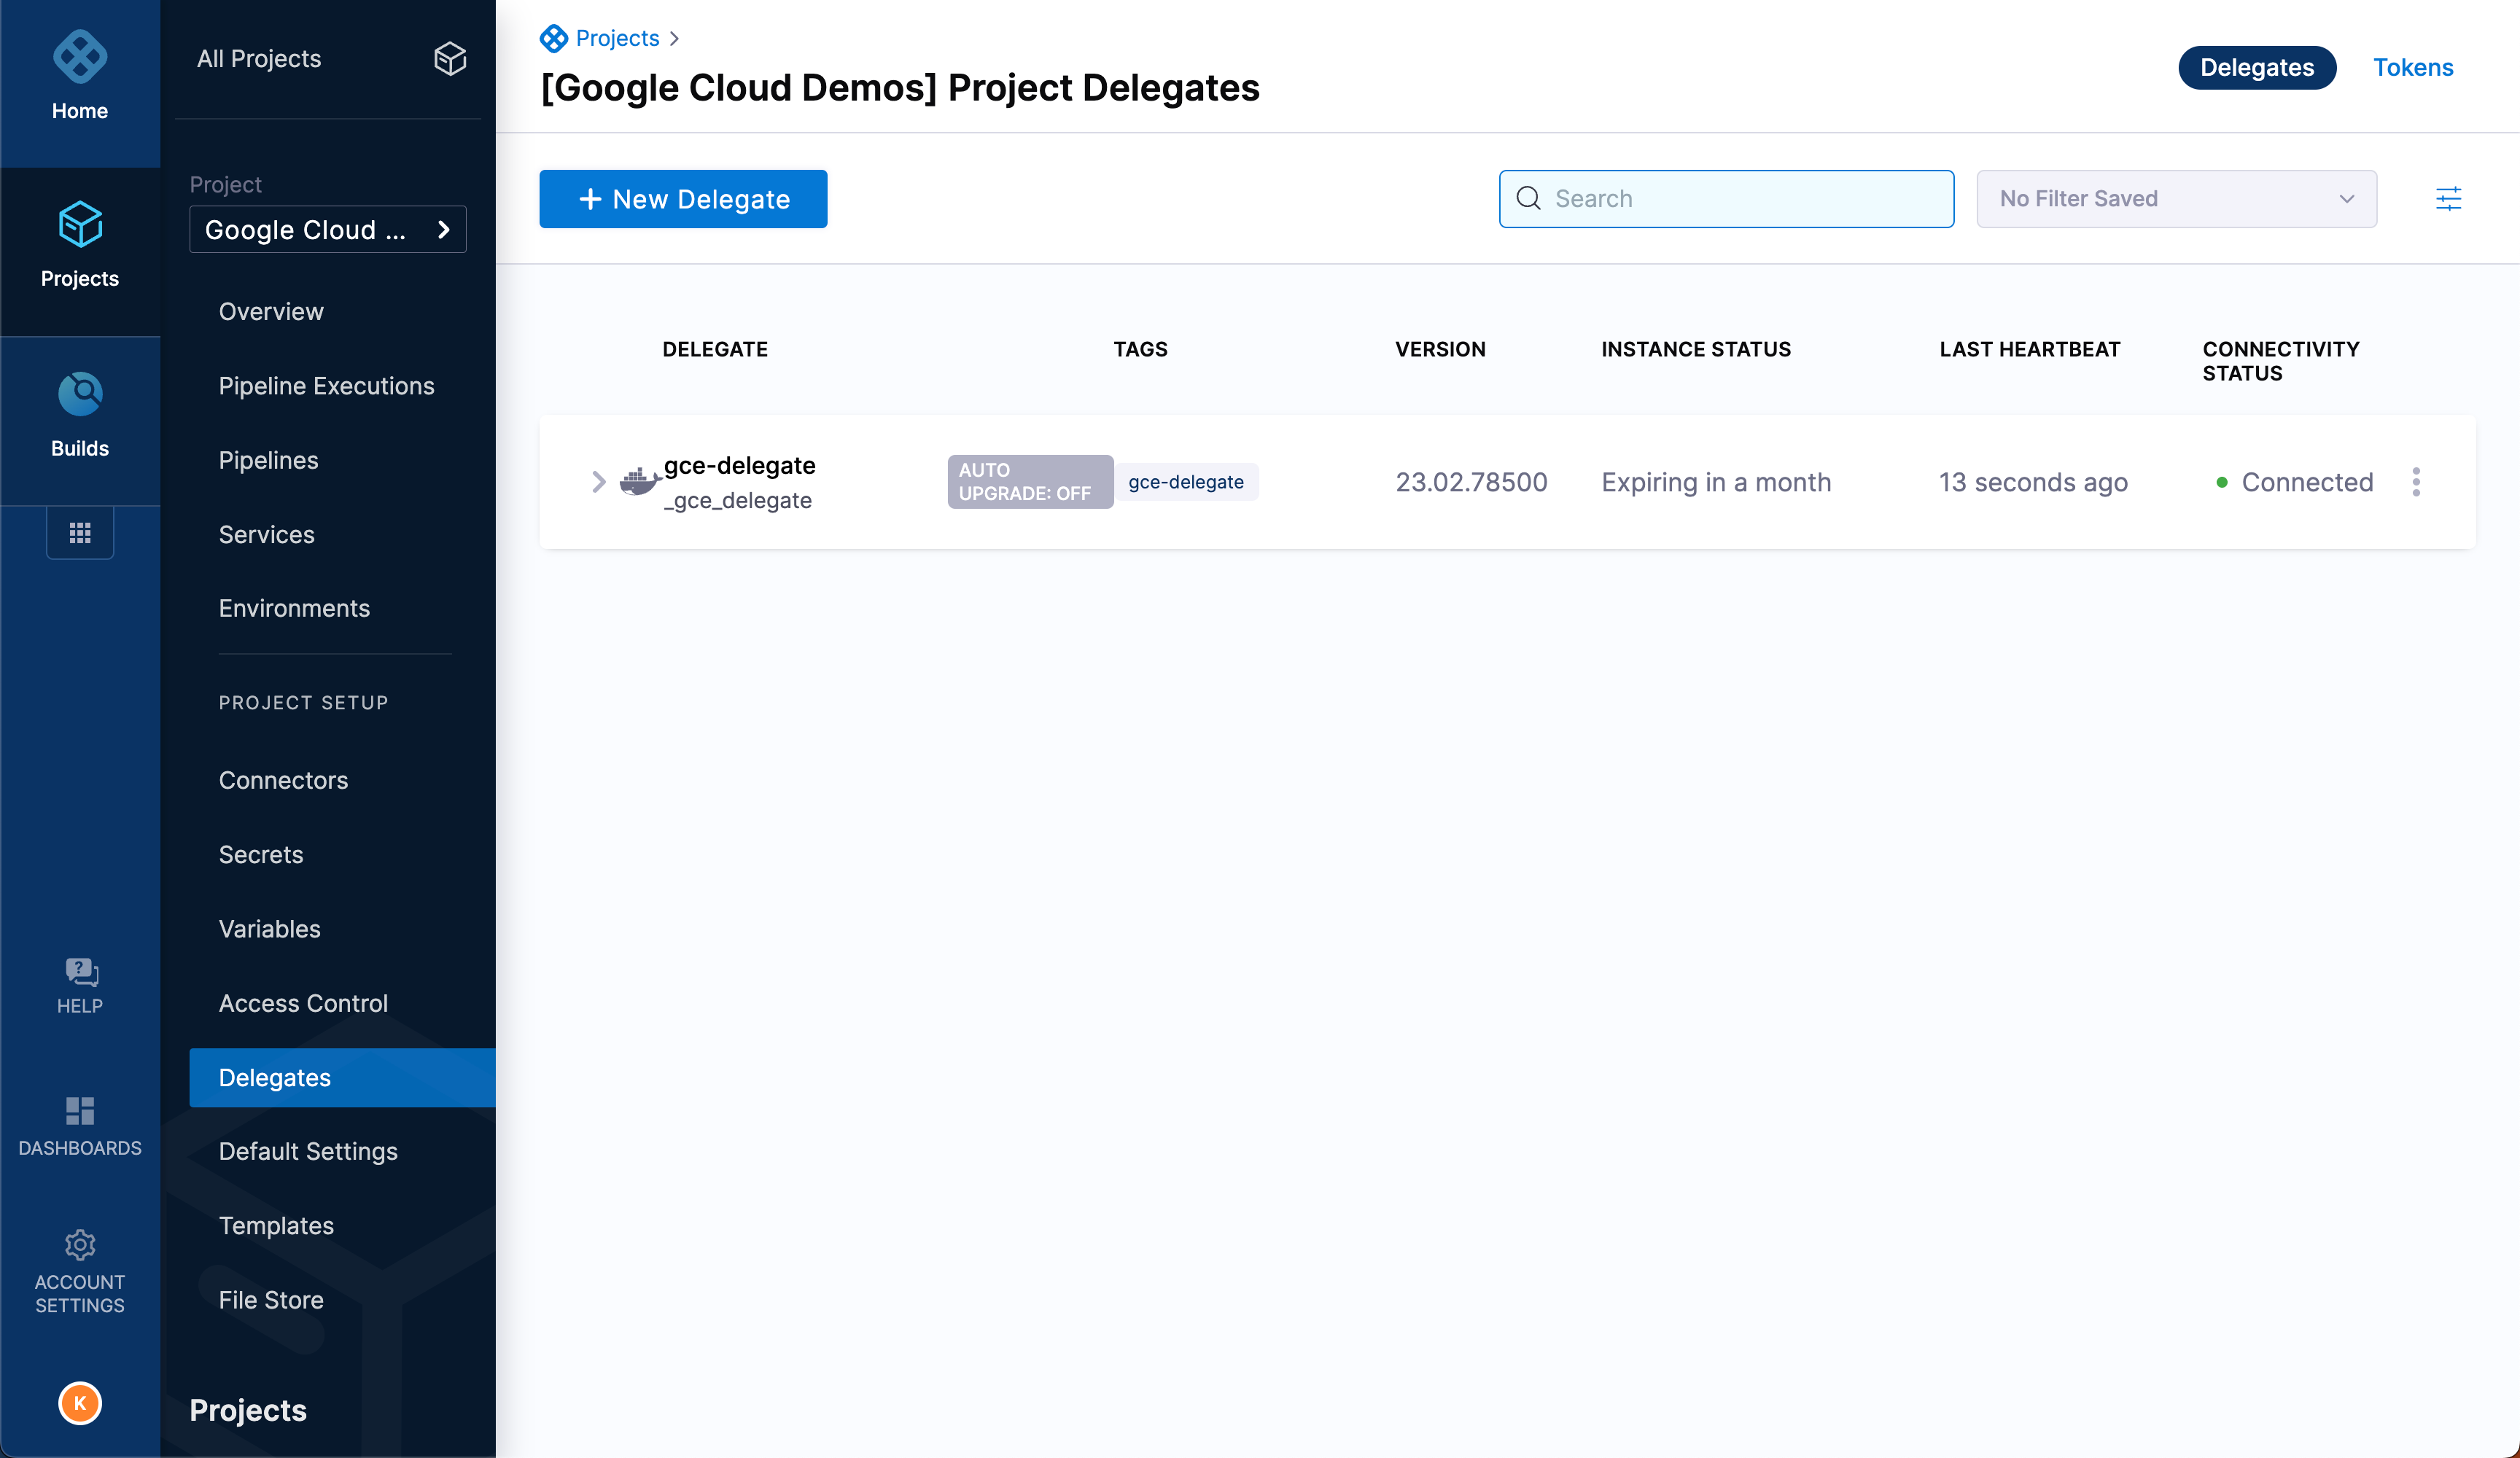 Home
Projects
Builds
HELP
DASHBOARDS
ACCOUNT
SETTINGS
K
All Projects
Project
Google Cloud ...
Overview
Pipeline Executions
Pipelines
Services
Environments
PROJECT SETUP
Connectors
Secrets
Variables
Access Control
Delegates
Default Settings
Templates
File Store
Projects
Projects
[Google Cloud Demos] Project Delegates
Delegates
Tokens
+ New Delegate
Search
No Filter Saved
DELEGATE
TAGS
VERSION
INSTANCE STATUS
LAST HEARTBEAT
CONNECTIVITY
STATUS
gce-delegate
_gce_delegate
AUTO
UPGRADE: OFF
gce-delegate
23.02.78500
Expiring in a month
13 seconds ago
Connected